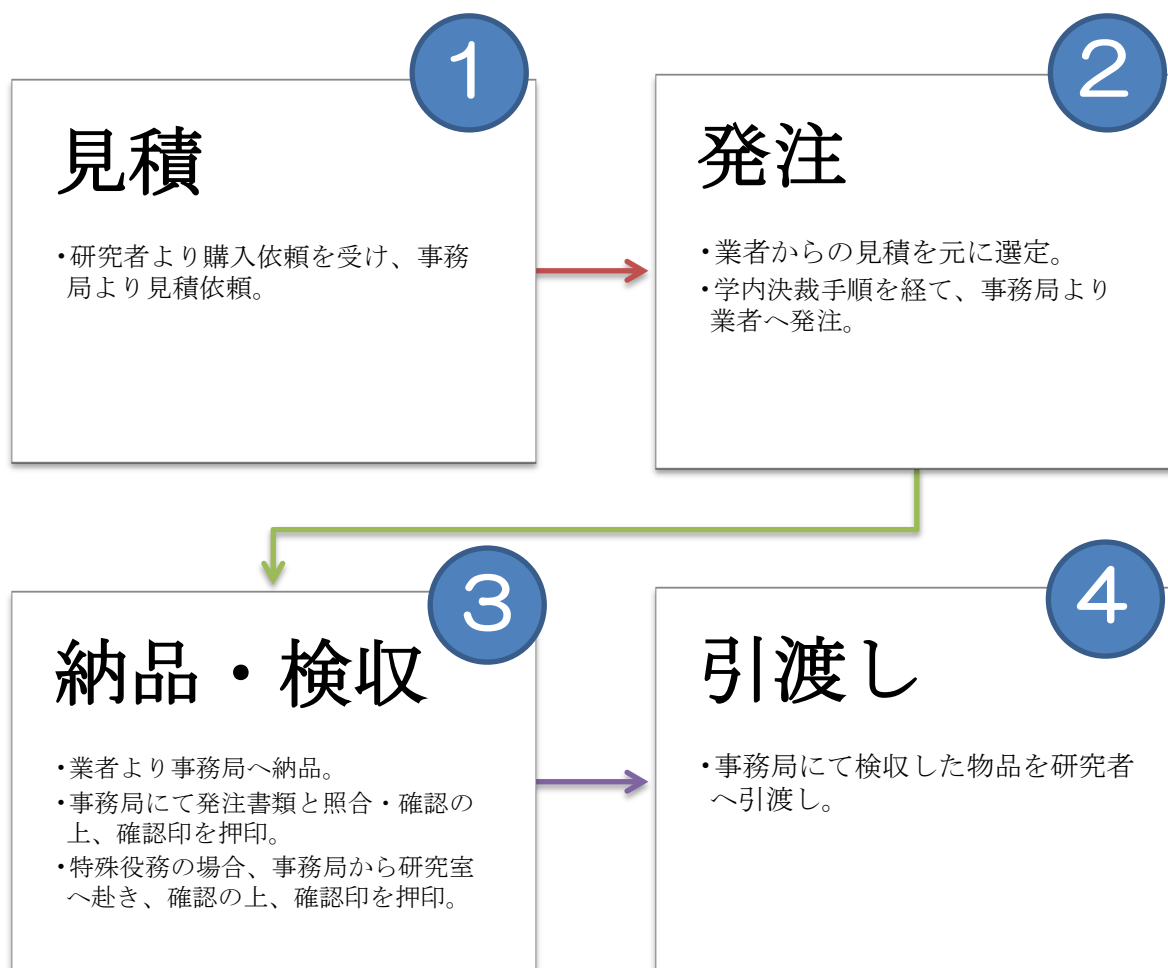 1
見積
・研究者より購入依頼を受け、事務
局より見積依頼。
2
発注
・業者からの見積を元に選定。
・学内決裁手順を経て、事務局より
業者へ発注。
3
納品・検収
・業者より事務局へ納品。
・事務局にて発注書類と照合・確認の
上、確認印を押印。
・特殊役務の場合、事務局から研究室
へ赴き、確認の上、確認印を押印。
4
引渡し
・事務局にて検収した物品を研究者
へ引渡し。